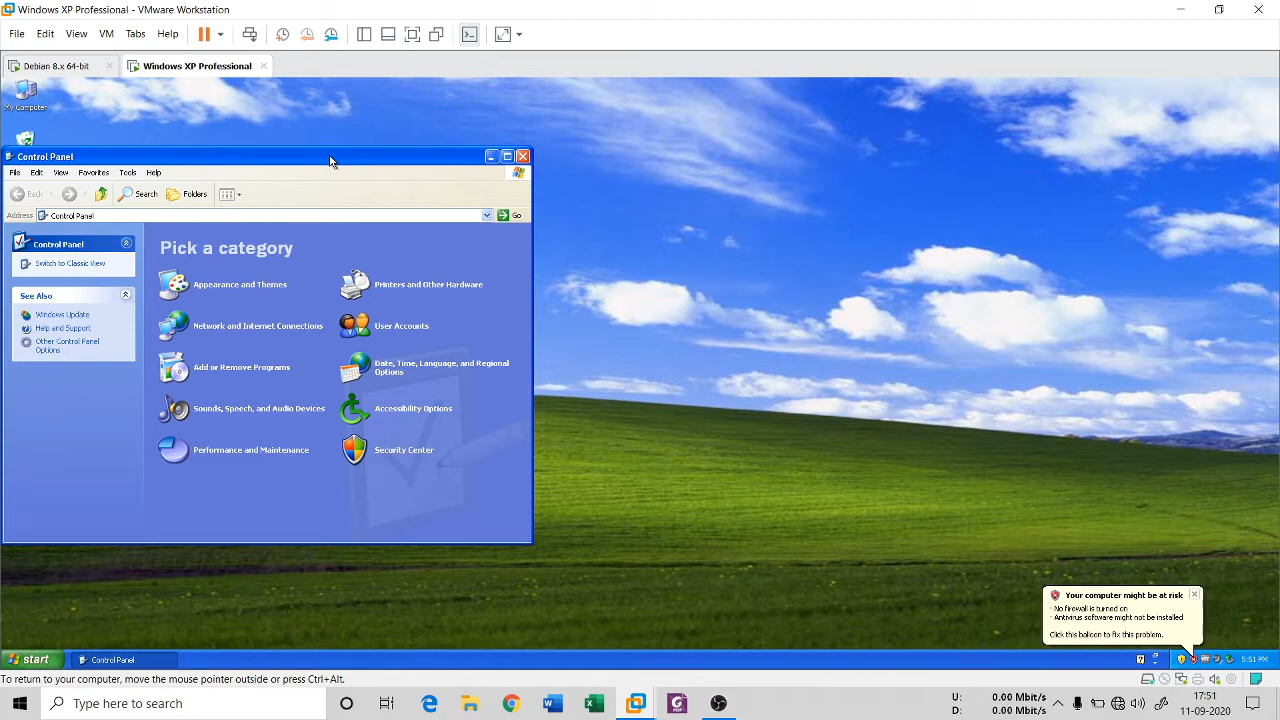 Windows XP Professional - VMware Workstation
File Edit View VM Tabs Help
Debian 8.x 64-bit
Windows XP Professional
My Computer
Control Panel
File Edit View Favorites Tools Help
Back Search Folders
Address Control Panel Go
Control Panel
Switch to Classic View
See Also
Windows Update
Help and Support
Other Control Panel
Options
Pick a category
Appearance and Themes
Printers and Other Hardware
Network and Internet Connections
User Accounts
Add or Remove Programs
Date, Time, Language, and Regional
Options
Sounds, Speech, and Audio Devices
Accessibility Options
Performance and Maintenance
Security Center
Your computer might be at risk
No firewall is turned on
Antivirus software might not be installed
Click this balloon to fix this problem.
start Control Panel 5:51 PM
To return to your computer, move the mouse pointer outside or press Ctrl+Alt.
Type here to search
U: 0.00 Mbit/s
D: 0.00 Mbit/s
17:51
11-09-2020